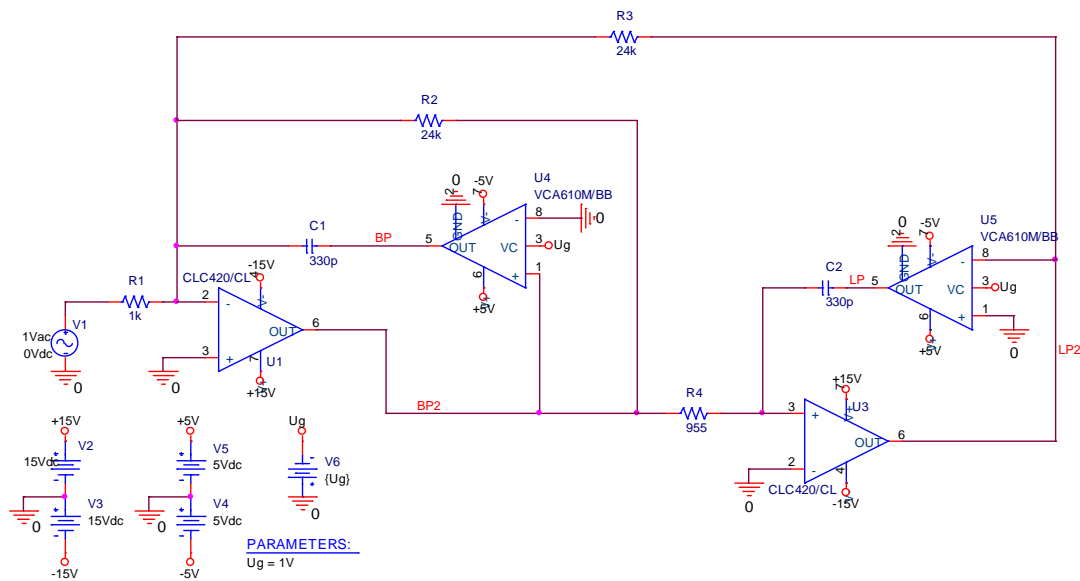 R3
24k
R2
24k
U4
VCA610M/BB
-5V
7
V-
0
2
GND
-
8
0
C1
330p
BP
5
OUT
VC
3
Ug
+
1
6
V+
+5V
U5
VCA610M/BB
-5V
7
V-
0
2
GND
-
8
C2
330p
LP
5
OUT
VC
3
Ug
+
1
0
6
V+
+5V
LP2
R1
1k
CLC420/CL
-15V
4
V-
2
-
OUT
6
3
+
7
U1
V+
+15V
0
V1
1Vac
0Vdc
0
BP2
R4
955
+15V
7
U3
V+
3
+
OUT
6
2
-
4
V-
CLC420/CL
-15V
0
+15V
V2
15Vdc
0
V3
15Vdc
-15V
+5V
V5
5Vdc
0
V4
5Vdc
-5V
Ug
V6
{Ug}
0
PARAMETERS:
Ug = 1V